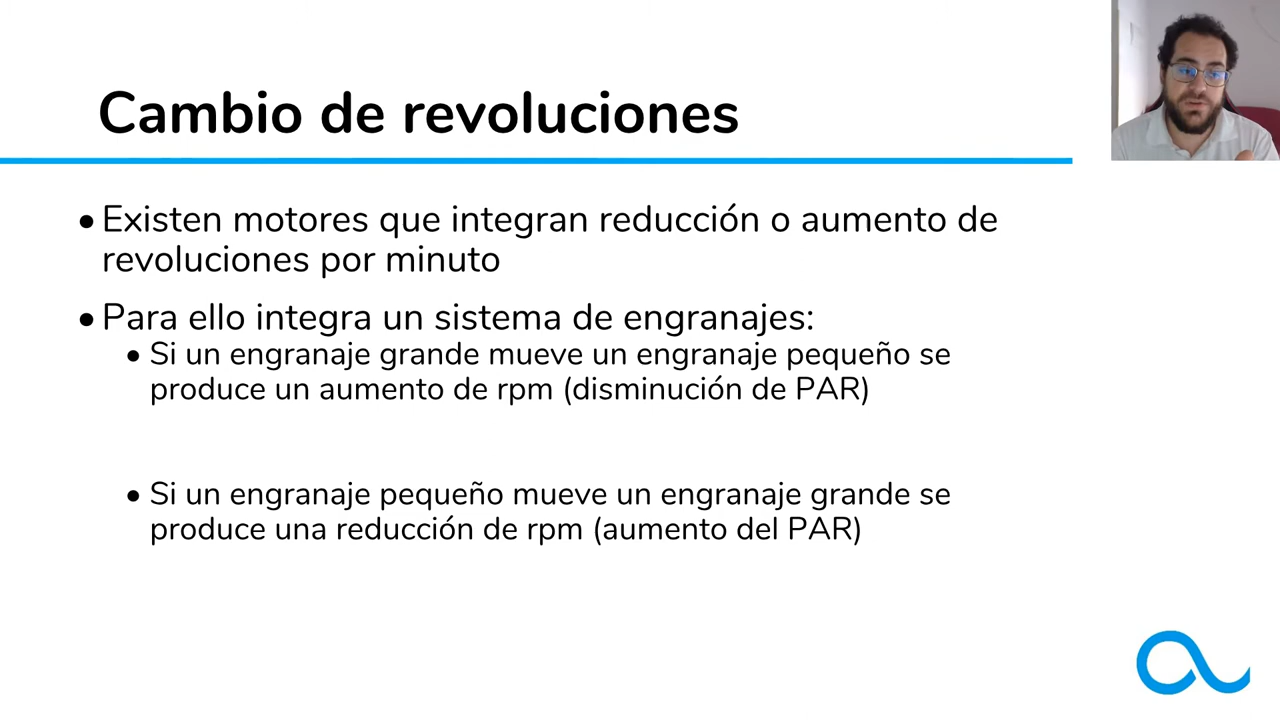 Cambio de revoluciones
• Existen motores que integran reducción o aumento de
revoluciones por minuto
• Para ello integra un sistema de engranajes:
• Si un engranaje grande mueve un engranaje pequeño se
produce un aumento de rpm (disminución de PAR)
• Si un engranaje pequeño mueve un engranaje grande se
produce una reducción de rpm (aumento del PAR)